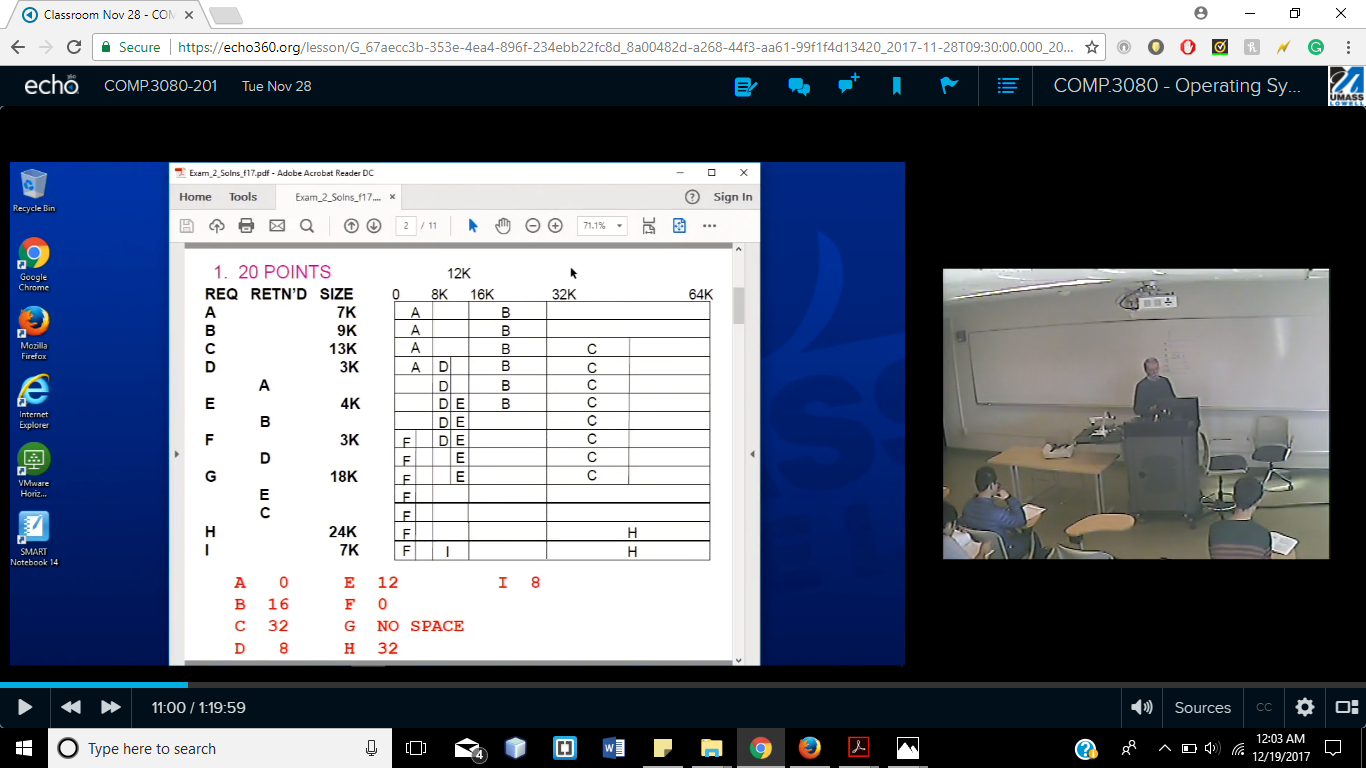 Classroom Nov 28 - CON
Secure https://echo360.org/lesson/G_67aecc3b-353e-4ea4-896f-234ebb22fc8d_8a00482d-a268-44f3-aa61-99f1f4d13420_2017-11-28T09:30:00.000_20...
echo 360 COMP.3080-201 Tue Nov 28 COMP.3080 - Operating Sy... UMASS LOWELL
Recycle Bin
Google Chrome
Mozilla Firefox
Internet Explorer
VMware Horiz...
SMART Notebook 14
Exam_2_Solns_f17.pdf - Adobe Acrobat Reader DC
Home Tools Exam_2_Solns_f17.... × ? Sign In
2 / 11 71.1%
1. 20 POINTS 12K
REQ RETN'D SIZE 0 8K 16K 32K 64K
A 7K A B
B 9K A B
C 13K A B C
D 3K A D B C
A D B C
E 4K D E B C
B D E C
F 3K F D E C
D F E C
G 18K F E C
E F
C F
H 24K F H
I 7K F I H
A 0 E 12 I 8
B 16 F 0
C 32 G NO SPACE
D 8 H 32
11:00 / 1:19:59 Sources CC
Type here to search 4 12:03 AM
12/19/2017